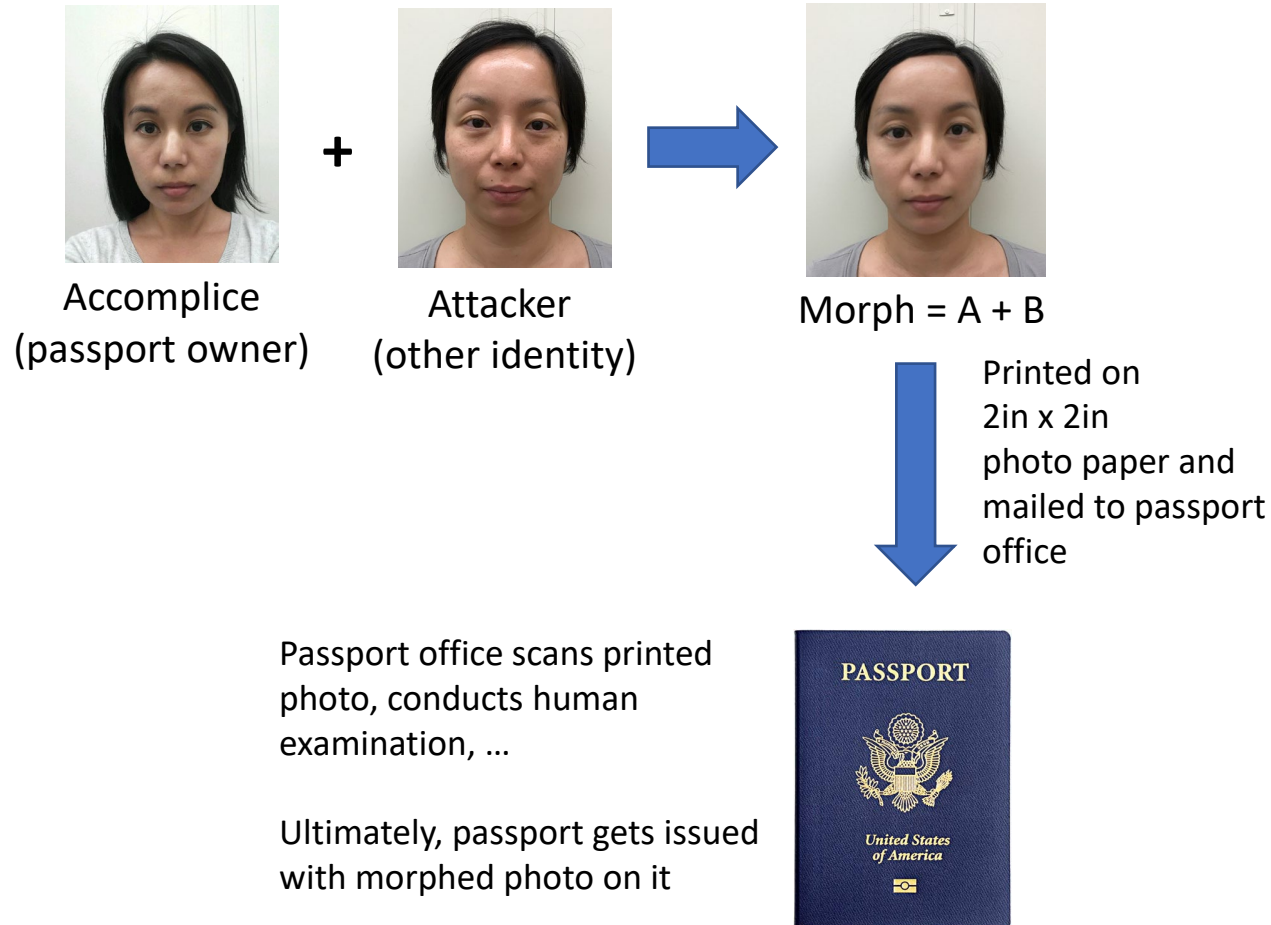 +
Accomplice
(passport owner)
Attacker
(other identity)
Morph = A + B
Printed on
2in x 2in
photo paper and
mailed to passport
office
Passport office scans printed
photo, conducts human
examination, …
Ultimately, passport gets issued
with morphed photo on it
PASSPORT
United States
of America